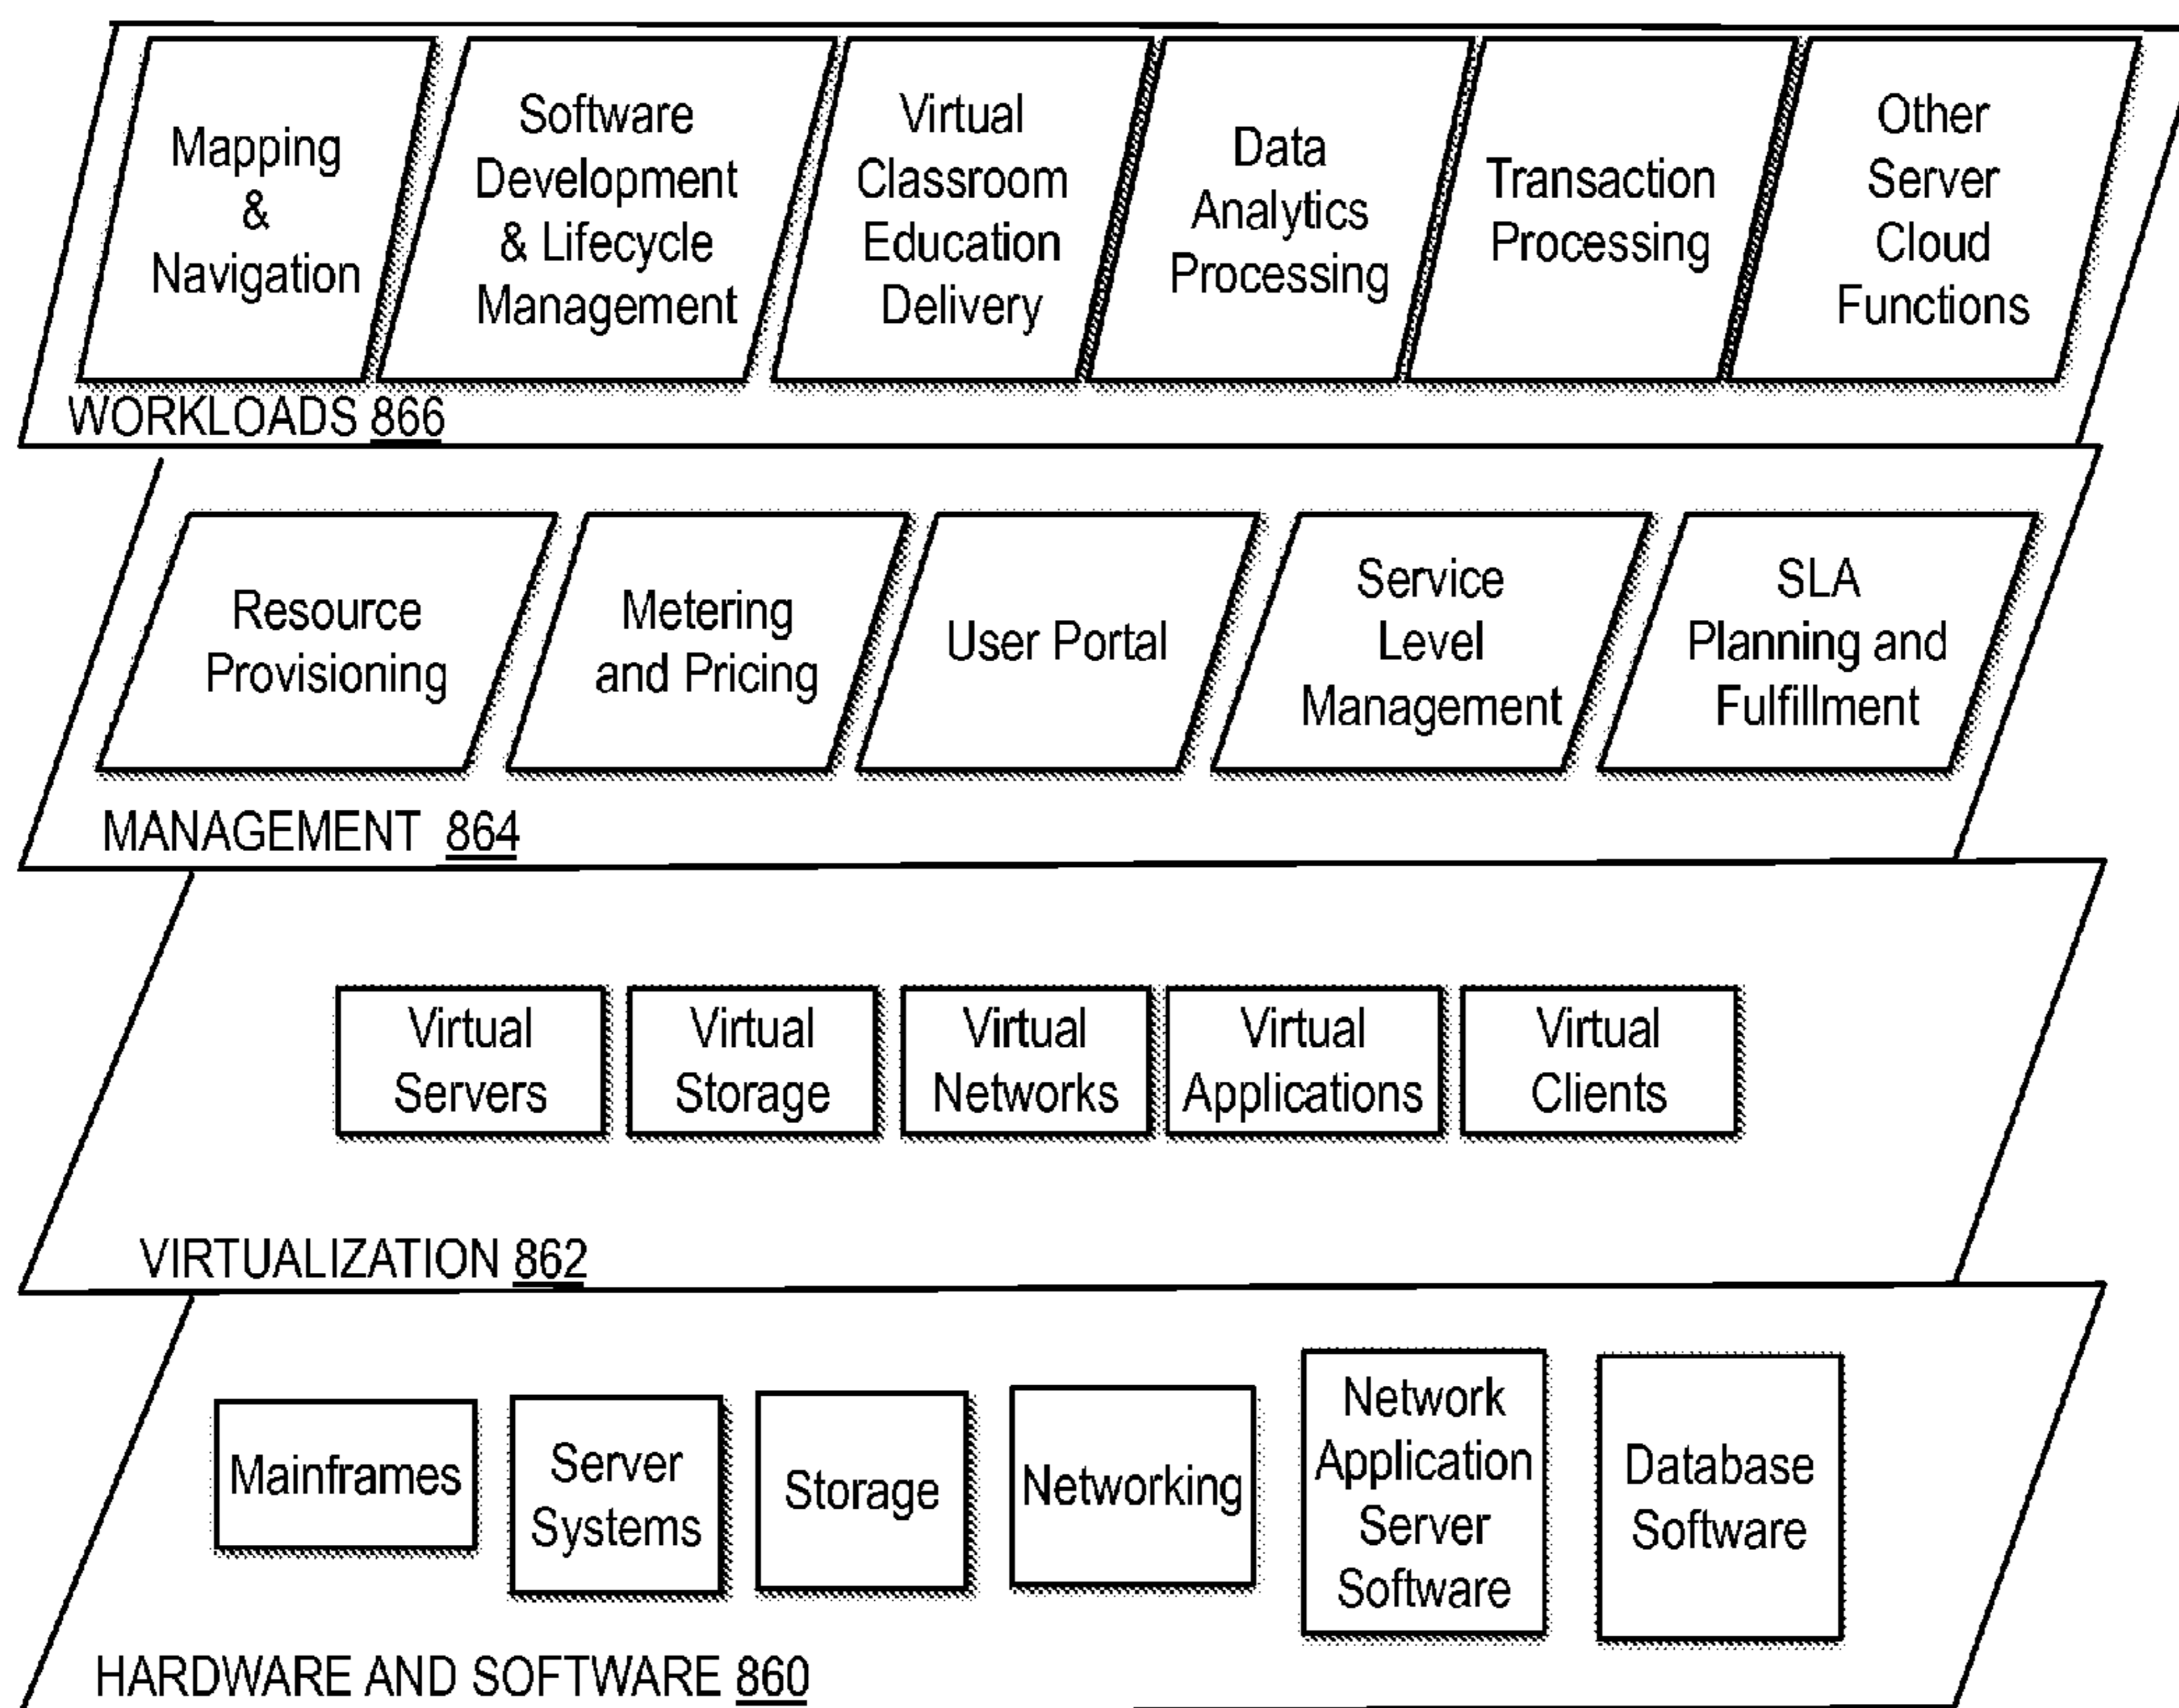 Mapping
&
Navigation
Software
Development
& Lifecycle
Management
Virtual
Classroom
Education
Delivery
Data
Analytics
Processing
Transaction
Processing
Other
Server
Cloud
Functions
WORKLOADS 866
Resource
Provisioning
Metering
and Pricing
User Portal
Service
Level
Management
SLA
Planning and
Fulfillment
MANAGEMENT 864
Virtual
Servers
Virtual
Storage
Virtual
Networks
Virtual
Applications
Virtual
Clients
VIRTUALIZATION 862
Mainframes
Server
Systems
Storage
Networking
Network
Application
Server
Software
Database
Software
HARDWARE AND SOFTWARE 860